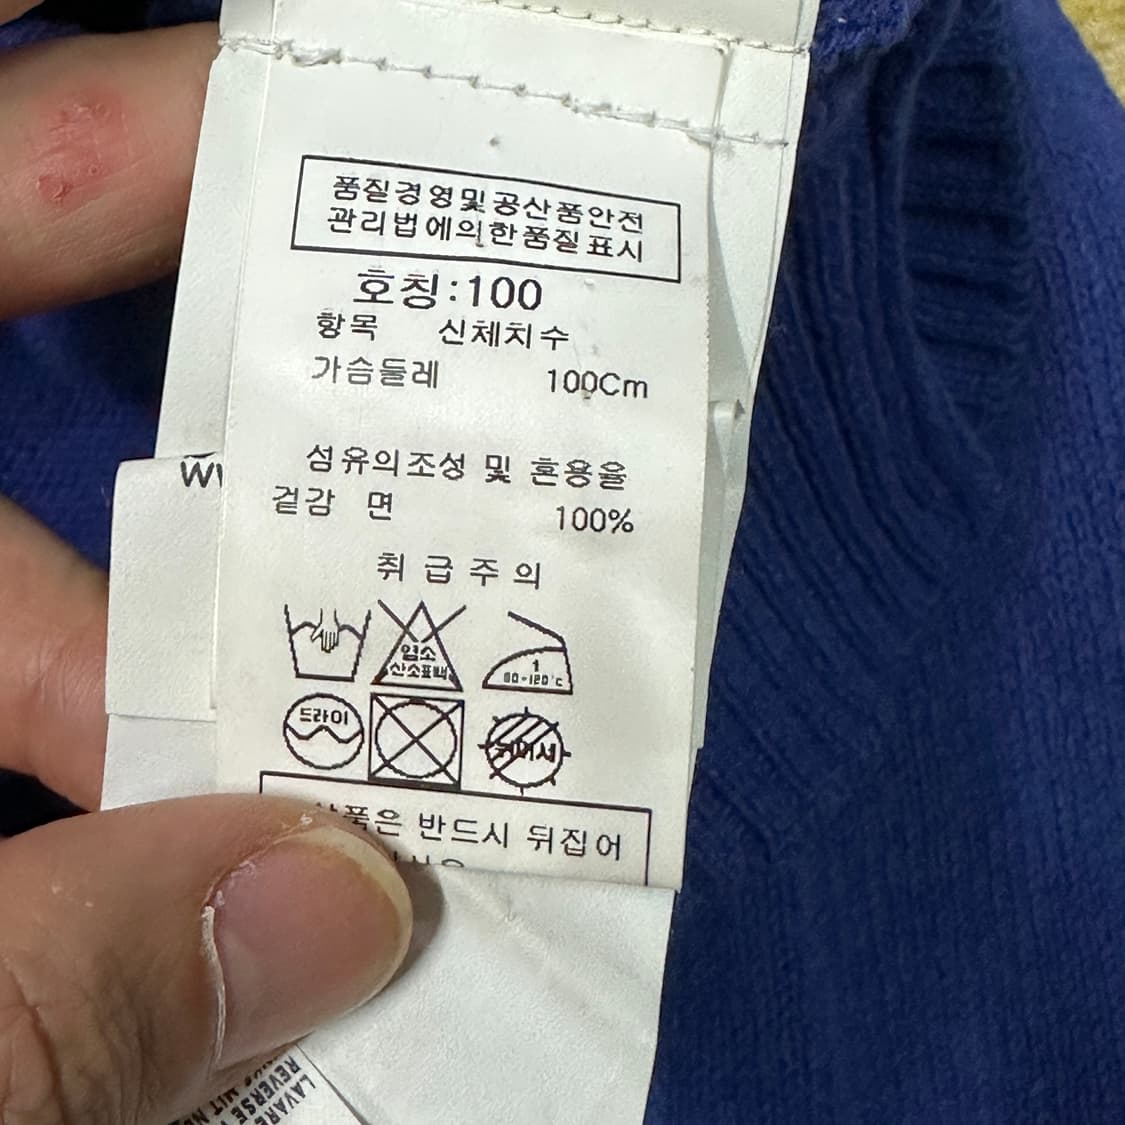 품질경영및공산품안전
관리법에의한품질표시
호칭:100
항목 신체치수
가슴둘레 100Cm
섬유의조성 및 혼용율
겉감 면 100%
취급주의
염소
산소표백
1
80-120°c
드라이
반드시 뒤집어
LAVARE
REVERSE